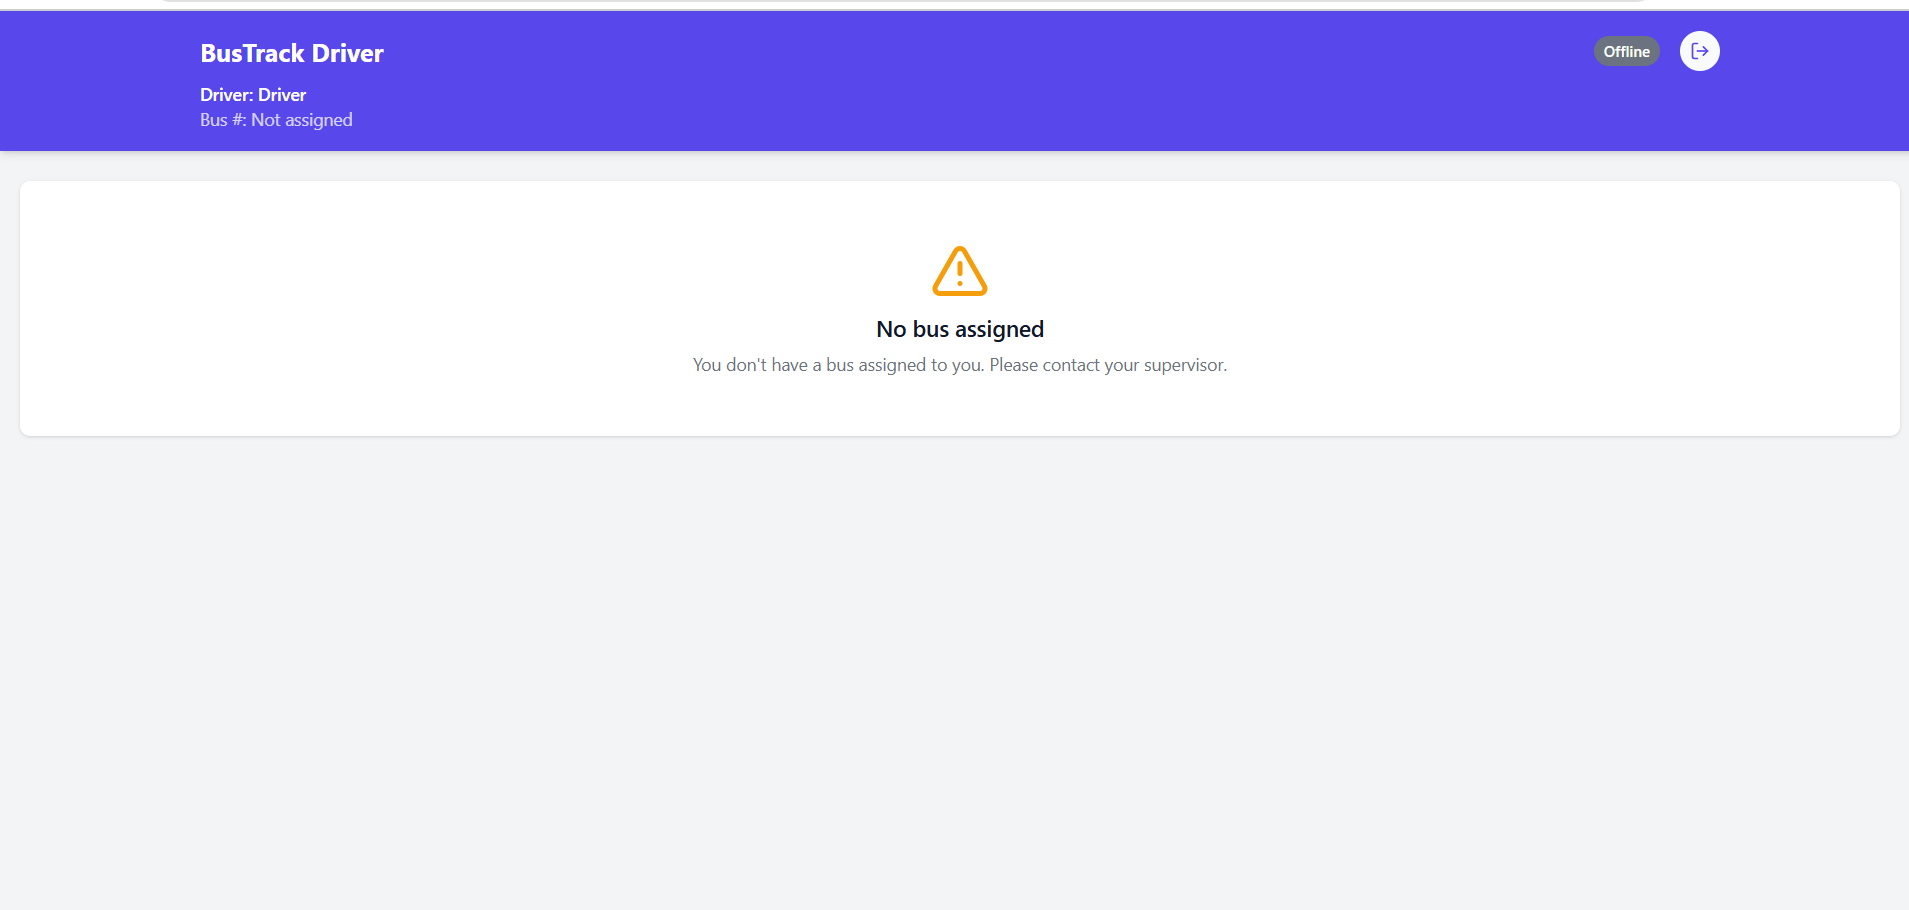 BusTrack Driver
Offline
Driver: Driver
Bus #: Not assigned
No bus assigned
You don't have a bus assigned to you. Please contact your supervisor.